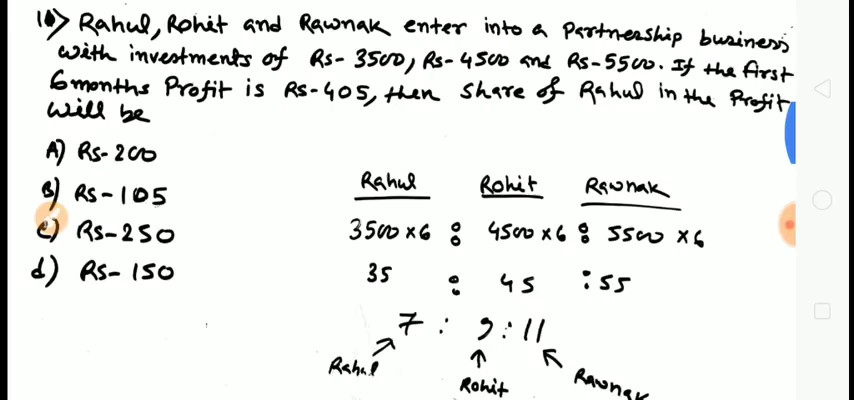 10) Rahul, Rohit and Rawnak enter into a Partnership business
with investments of Rs-3500, Rs-4500 and Rs-5500. If the first
6 months Profit is Rs-405, then share of Rahul in the Profit
will be
A) Rs-200
B) Rs-105
c) Rs-250
d) Rs-150
Rahul Rohit Rawnak
3500 x 6 : 4500 x 6 : 5500 x 6
35 : 45 : 55
7 : 9 : 11
Rahul Rohit Rawnak